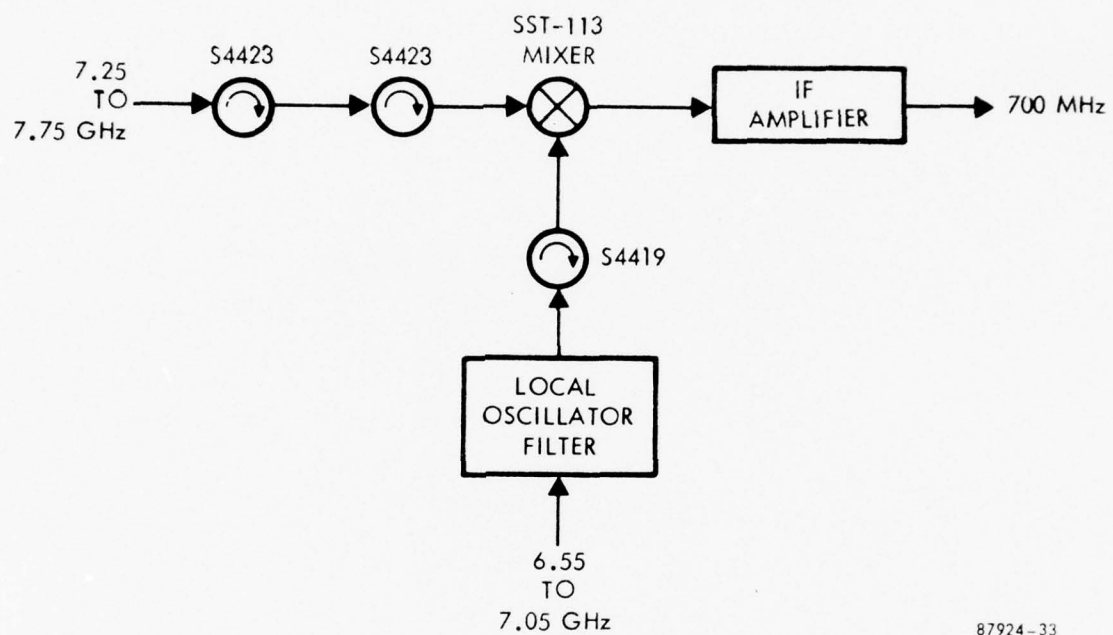 SST-113
MIXER
S4423
S4423
7.25
TO
7.75 GHz
IF
AMPLIFIER
700 MHz
S4419
LOCAL
OSCILLATOR
FILTER
6.55
TO
7.05 GHz
87924-33